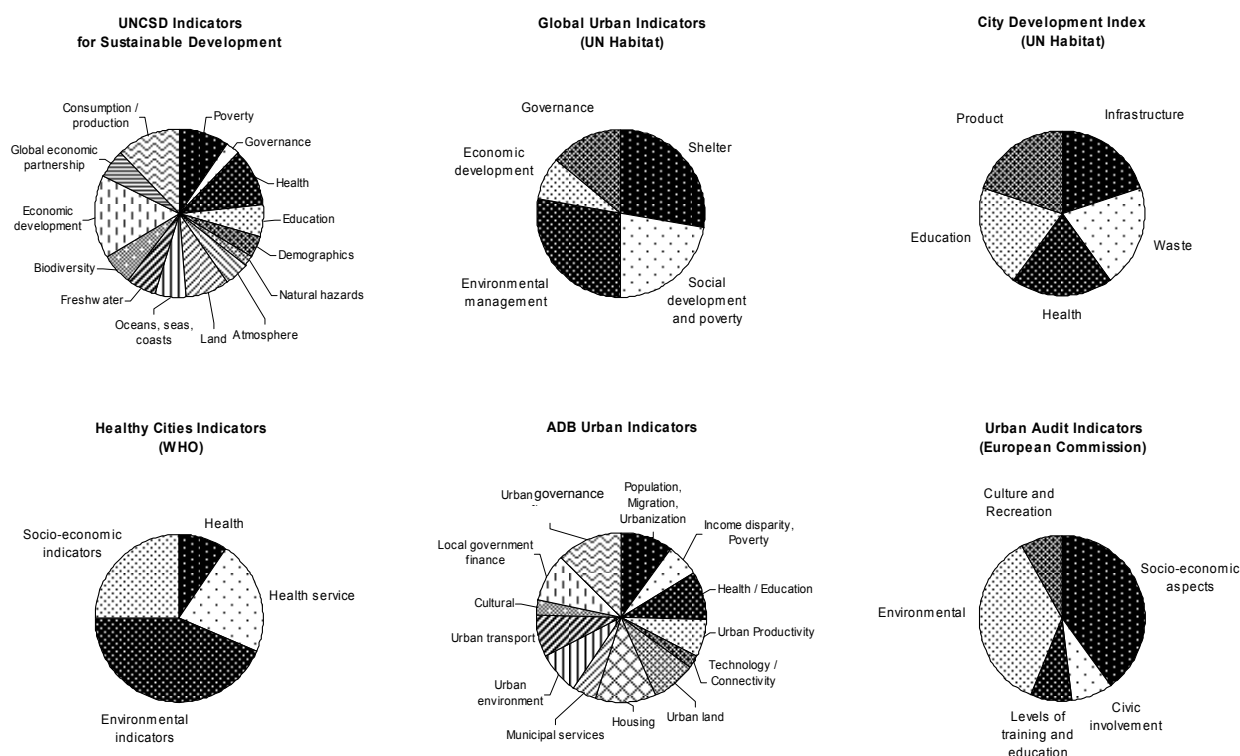 UNCSD Indicators
for Sustainable Development
Consumption /
production
Poverty
Governance
Global economic
partnership
Health
Economic
development
Education
Demographics
Biodiversity
Natural hazards
Freshwater
Oceans, seas,
coasts
Land
Atmosphere
Global Urban Indicators
(UN Habitat)
Governance
Shelter
Economic
development
Environmental
management
Social
development
and poverty
City Development Index
(UN Habitat)
Product
Infrastructure
Education
Waste
Health
Healthy Cities Indicators
(WHO)
Socio-economic
indicators
Health
Health service
Environmental
indicators
ADB Urban Indicators
Urban governance
Population,
Migration,
Urbanization
Income disparity,
Poverty
Local government
finance
Health / Education
Cultural
Urban Productivity
Urban transport
Technology /
Connectivity
Urban
environment
Urban land
Housing
Municipal services
Urban Audit Indicators
(European Commission)
Culture and
Recreation
Socio-economic
aspects
Environmental
Levels of
training and
education
Civic
involvement